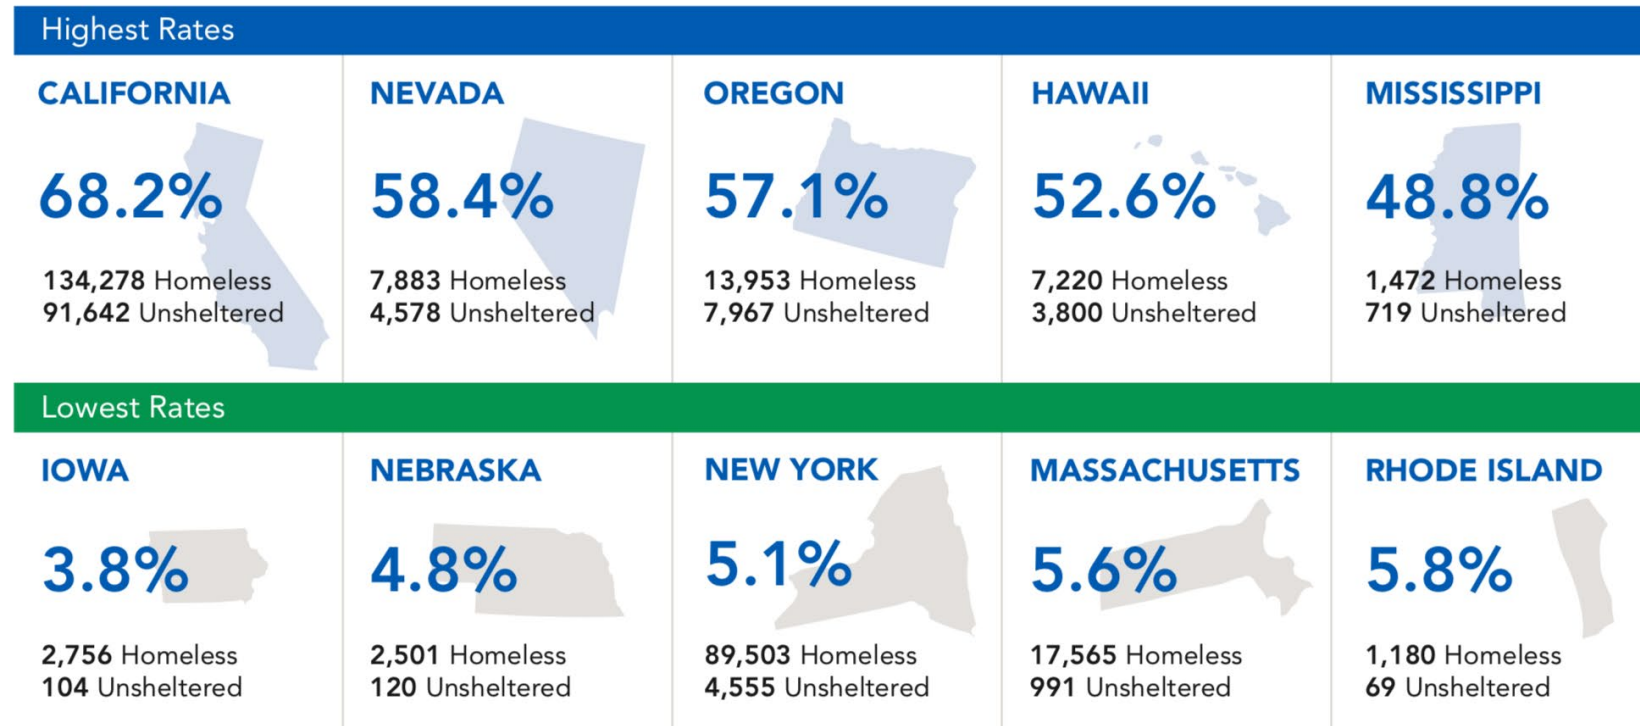 Highest Rates
CALIFORNIA
68.2%
134,278 Homeless
91,642 Unsheltered
NEVADA
58.4%
7,883 Homeless
4,578 Unsheltered
OREGON
57.1%
13,953 Homeless
7,967 Unsheltered
HAWAII
52.6%
7,220 Homeless
3,800 Unsheltered
MISSISSIPPI
48.8%
1,472 Homeless
719 Unsheltered
Lowest Rates
IOWA
3.8%
2,756 Homeless
104 Unsheltered
NEBRASKA
4.8%
2,501 Homeless
120 Unsheltered
NEW YORK
5.1%
89,503 Homeless
4,555 Unsheltered
MASSACHUSETTS
5.6%
17,565 Homeless
991 Unsheltered
RHODE ISLAND
5.8%
1,180 Homeless
69 Unsheltered